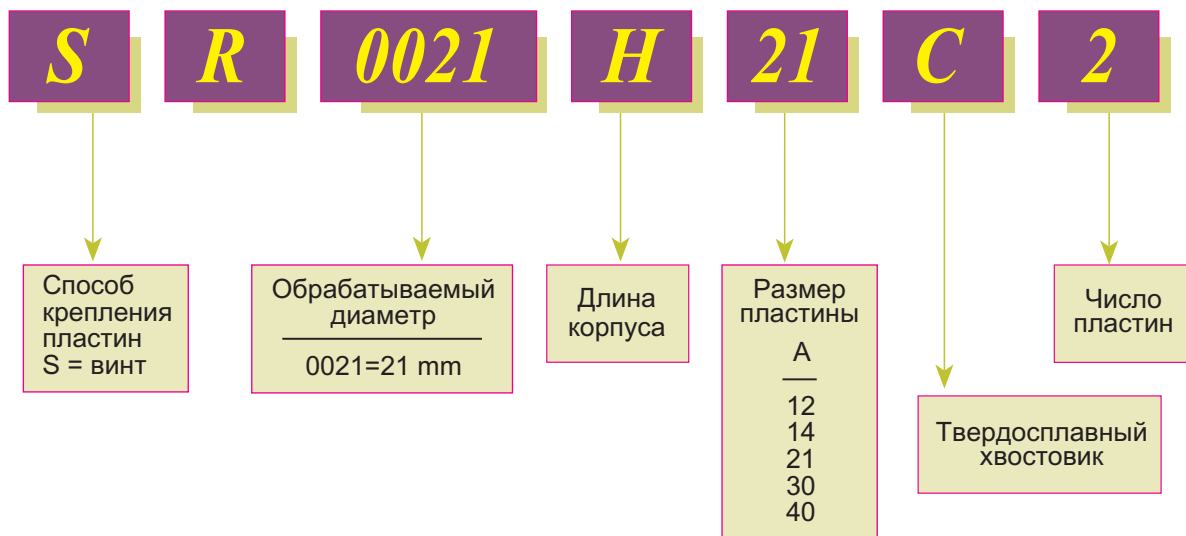 S R 0021 H 21 C 2
Способ
крепления
пластин
S = винт
Обрабатываемый
диаметр
0021=21 mm
Длина
корпуса
Размер
пластины
A
12
14
21
30
40
Твердосплавный
хвостовик
Число
пластин